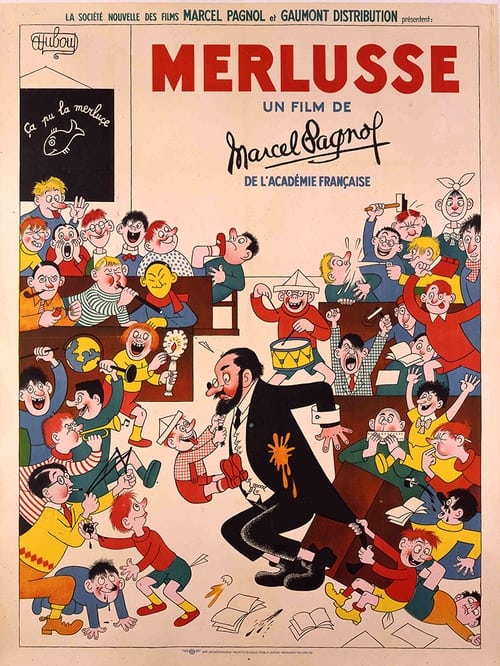 LA SOCIÉTÉ NOUVELLE DES FILMS MARCEL PAGNOL et GAUMONT DISTRIBUTION présentent:
Dubout
MERLUSSE
UN FILM DE
Marcel Pagnol
DE L'ACADÉMIE FRANÇAISE
Ça pu la merluce